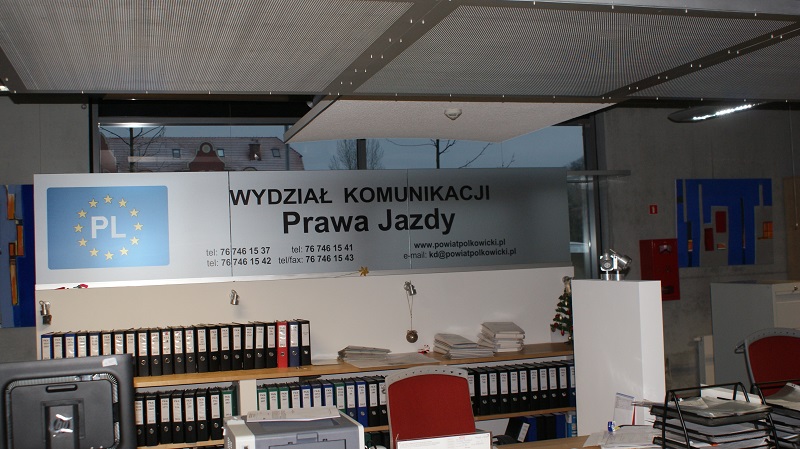 PL
WYDZIAŁ KOMUNIKACJI
Prawa Jazdy
tel: 76 746 15 37 tel: 76 746 15 41
tel: 76 746 15 42 tel/fax: 76 746 15 43
www.powiatpolkowicki.pl
e-mail: kd@powiatpolkowicki.pl